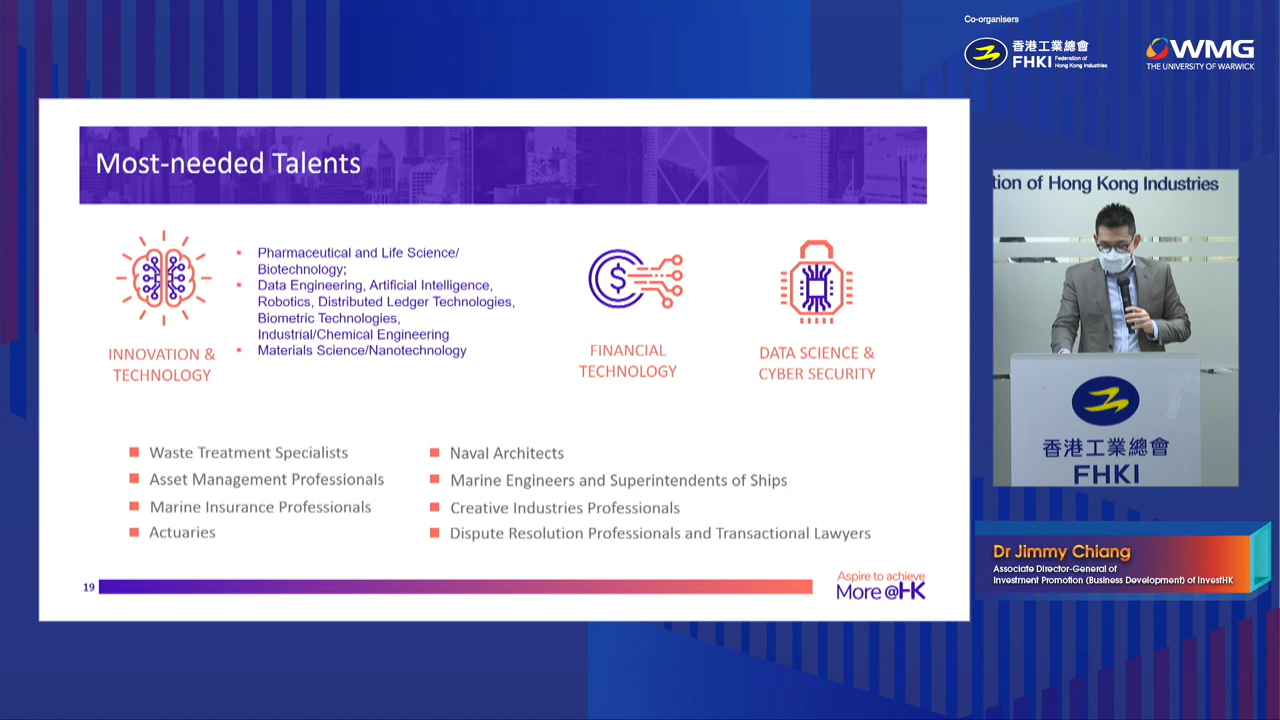 Co-organisers
香港工業總會
FHKI Federation of
Hong Kong Industries
WMG
THE UNIVERSITY OF WARWICK
Most-needed Talents
INNOVATION &
TECHNOLOGY
Pharmaceutical and Life Science/
Biotechnology;
Data Engineering, Artificial Intelligence,
Robotics, Distributed Ledger Technologies,
Biometric Technologies,
Industrial/Chemical Engineering
Materials Science/Nanotechnology
$
FINANCIAL
TECHNOLOGY
DATA SCIENCE &
CYBER SECURITY
Waste Treatment Specialists
Asset Management Professionals
Marine Insurance Professionals
Actuaries
Naval Architects
Marine Engineers and Superintendents of Ships
Creative Industries Professionals
Dispute Resolution Professionals and Transactional Lawyers
19
Aspire to achieve
More @HK
tion of Hong Kong Industries
香港工業總會
FHKI
Dr Jimmy Chiang
Associate Director-General of
Investment Promotion (Business Development) of InvestHK